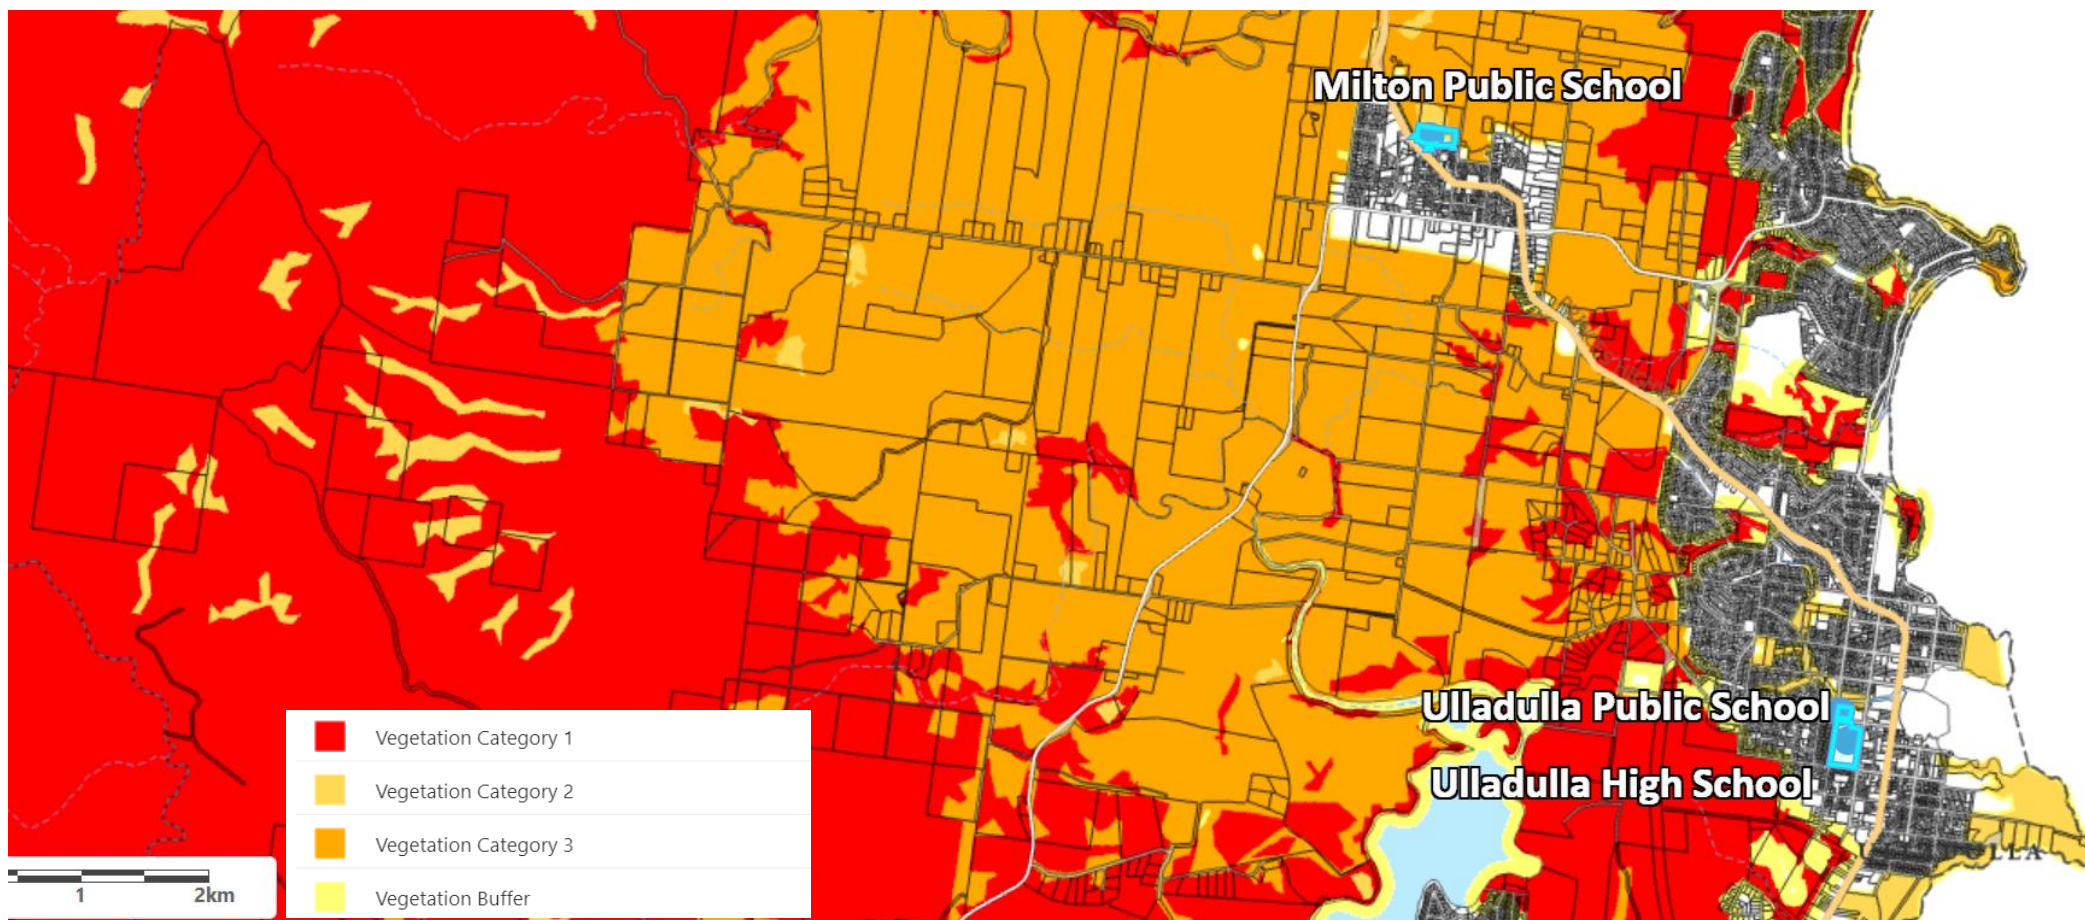 Milton Public School
Ulladulla Public School
Ulladulla High School
Vegetation Category 1
Vegetation Category 2
Vegetation Category 3
Vegetation Buffer
1
2km